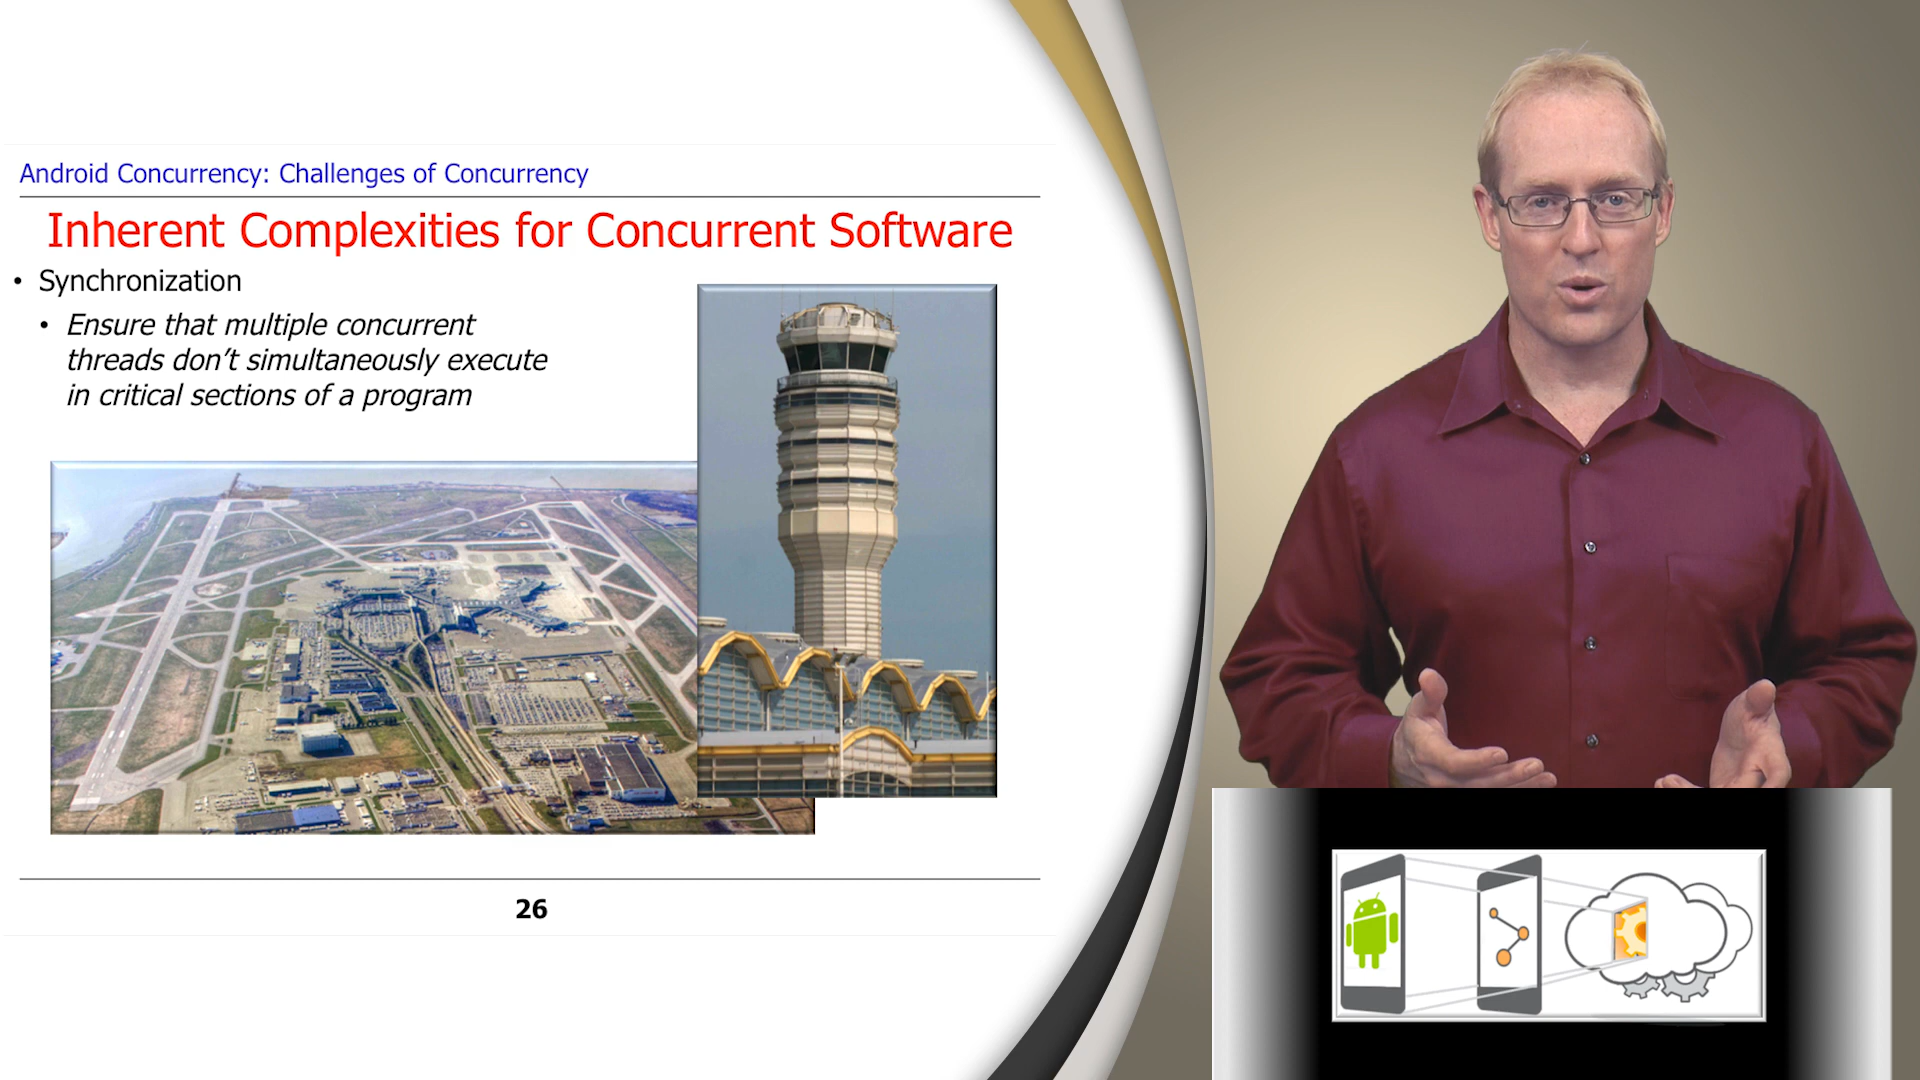 Android Concurrency: Challenges of Concurrency
Inherent Complexities for Concurrent Software
• Synchronization
• Ensure that multiple concurrent
threads don’t simultaneously execute
in critical sections of a program
26